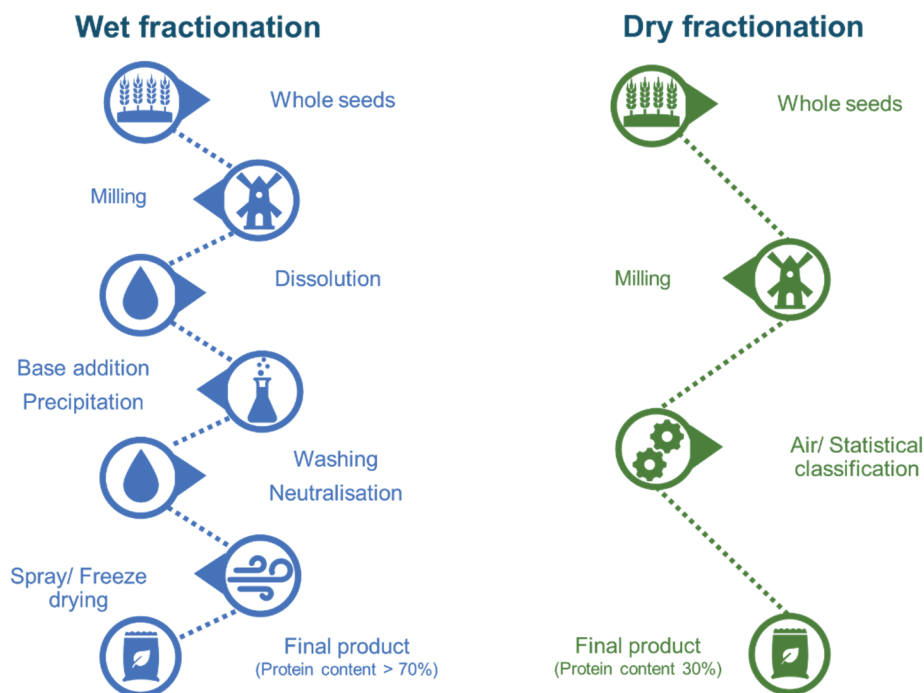 Wet fractionation
Whole seeds
Milling
Dissolution
Base addition
Precipitation
Washing
Neutralisation
Spray/ Freeze
drying
Final product
(Protein content > 70%)
Dry fractionation
Whole seeds
Milling
Air/ Statistical
classification
Final product
(Protein content 30%)